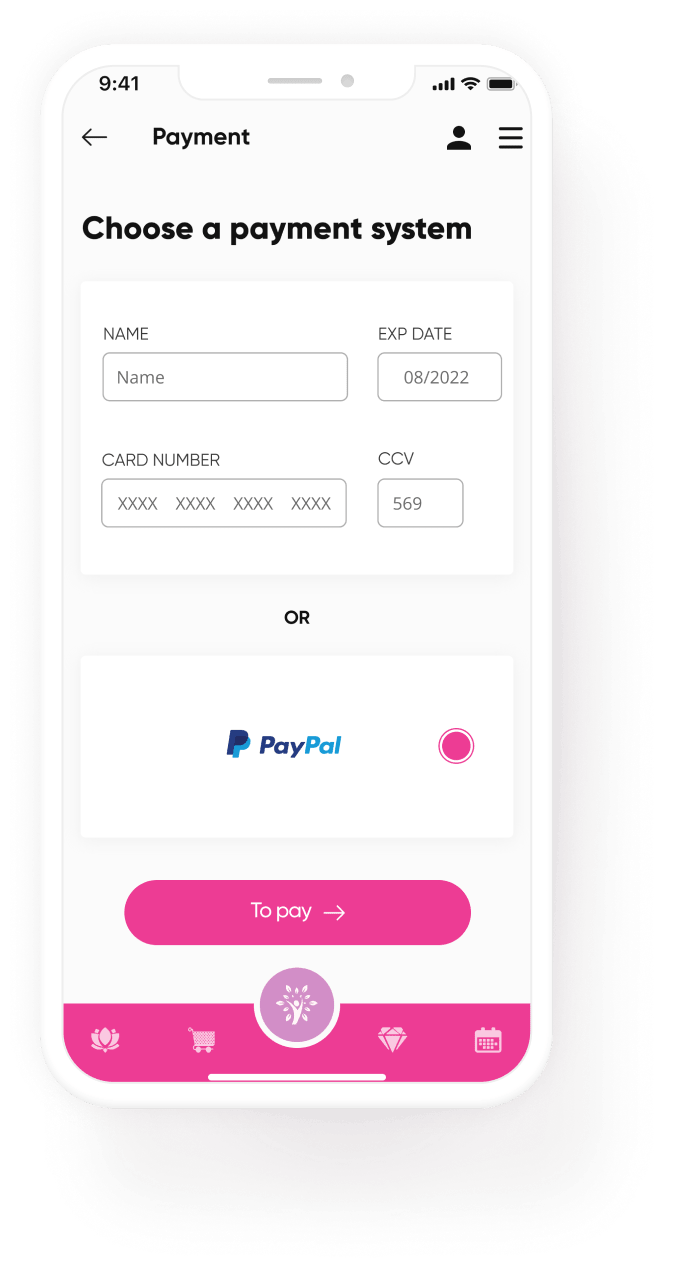 9:41
Payment
Choose a payment system
NAME
EXP DATE
Name
08/2022
CARD NUMBER
CCV
XXXX XXXX XXXX XXXX
569
OR
PayPal
To pay